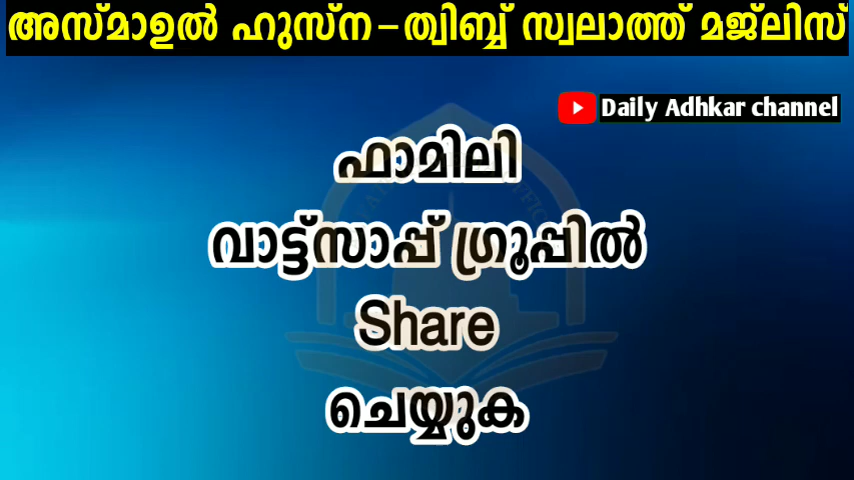 അസ്മാഉൽ ഹുസ്ന-ത്വിബ്ബ് സ്വലാത്ത് മജ്ലിസ്
Daily Adhkar channel
ഫാമിലി
വാട്ട്സാപ്പ് ഗ്രൂപ്പിൽ
Share
ചെയ്യുക